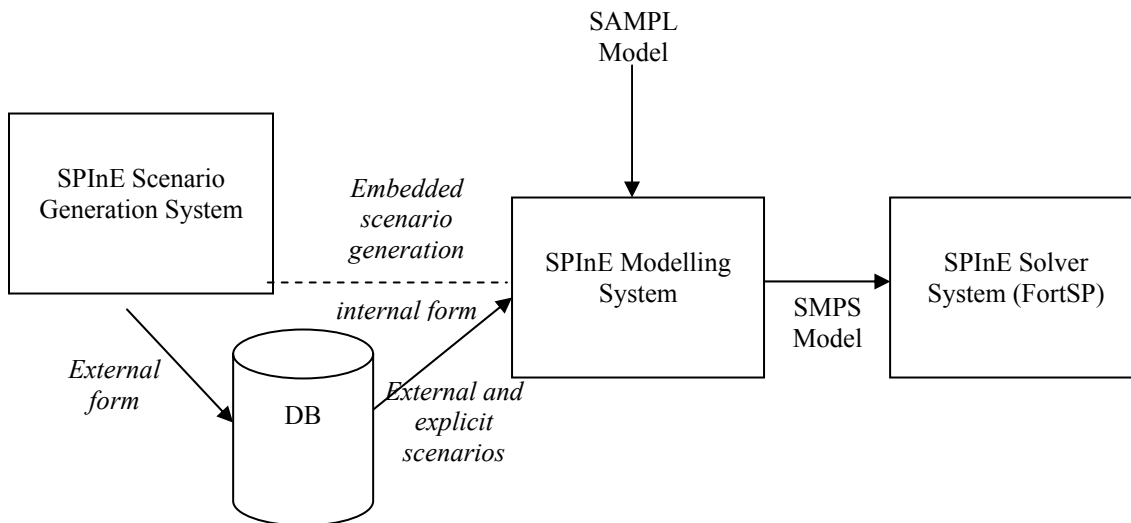 SAMPL
Model
SPInE Scenario
Generation System
Embedded
scenario
generation
internal form
SPInE Modelling
System
SMPS
Model
SPInE Solver
System (FortSP)
External
form
DB
External and
explicit
scenarios